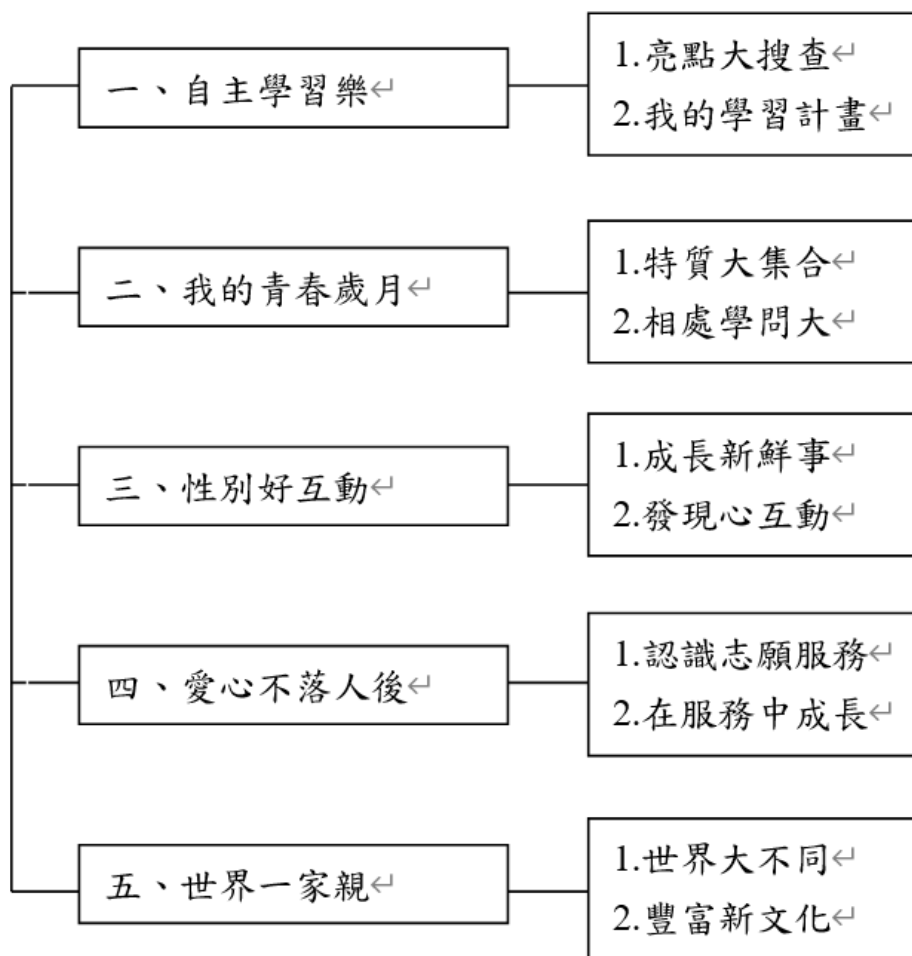 一、自主學習樂↵
1.亮點大搜查↵
2.我的學習計畫↵
二、我的青春歲月↵
1.特質大集合↵
2.相處學問大↵
三、性別好互動↵
1.成長新鮮事↵
2.發現心互動↵
四、愛心不落人後↵
1.認識志願服務↵
2.在服務中成長↵
五、世界一家親↵
1.世界大不同↵
2.豐富新文化↵